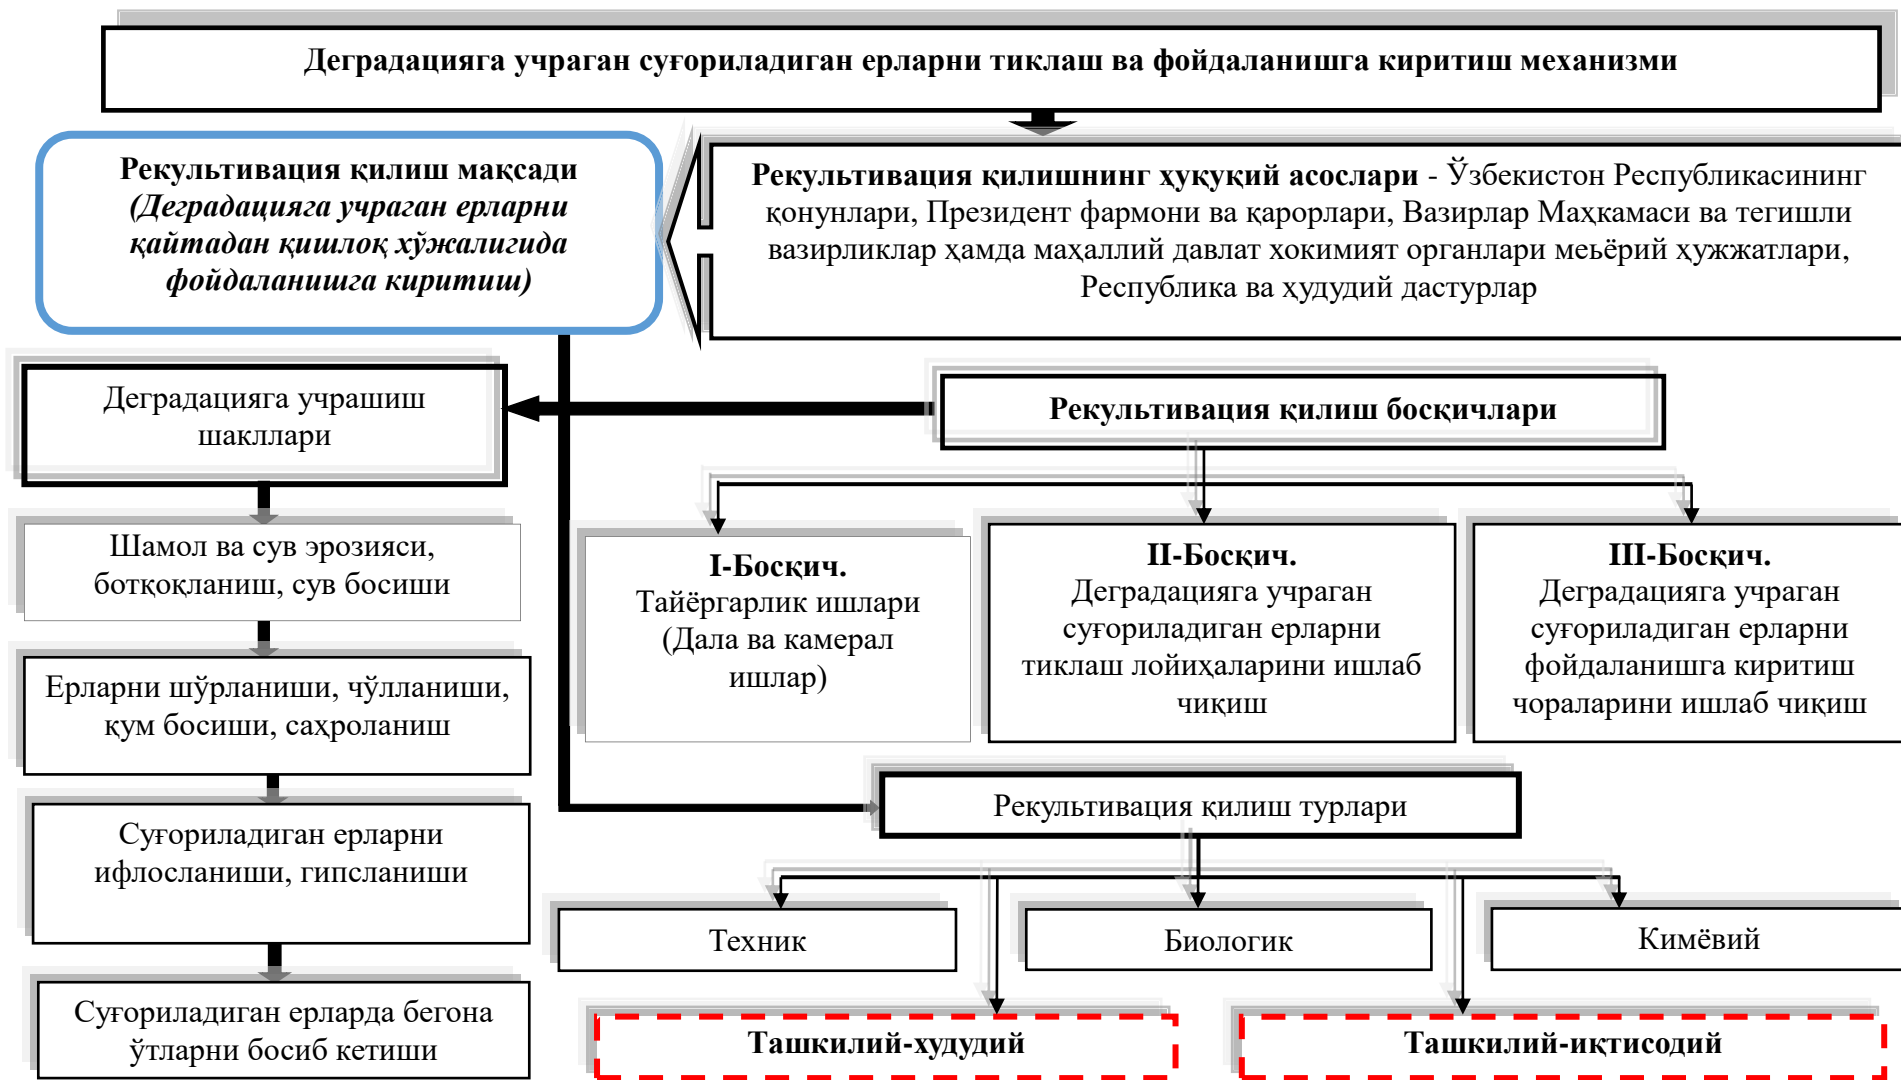 Деградацияга учраган суғориладиган ерларни тиклаш ва фойдаланишга киритиш механизми
Рекультивация қилиш мақсади
(Деградацияга учраган ерларни
қайтадан қишлоқ хўжалигида
фойдаланишга киритиш)
Рекультивация қилишнинг ҳуқуқий асослари - Ўзбекистон Республикасининг
қонунлари, Президент фармони ва қарорлари, Вазирлар Маҳкамаси ва тегишли
вазирликлар ҳамда маҳаллий давлат хокимият органлари меьёрий ҳужжатлари,
Республика ва ҳудудий дастурлар
Деградацияга учрашиш
шакллари
Рекультивация қилиш босқичлари
Шамол ва сув эрозияси,
ботқоқланиш, сув босиши
Ерларни шўрланиши, чўлланиши,
қум босиши, саҳроланиш
Суғориладиган ерларни
ифлосланиши, гипсланиши
Суғориладиган ерларда бегона
ўтларни босиб кетиши
I-Босқич.
Тайёргарлик ишлари
(Дала ва камерал
ишлар)
II-Босқич.
Деградацияга учраган
суғориладиган ерларни
тиклаш лойиҳаларини ишлаб
чиқиш
III-Босқич.
Деградацияга учраган
суғориладиган ерларни
фойдаланишга киритиш
чораларини ишлаб чиқиш
Рекультивация қилиш турлари
Техник
Биологик
Кимёвий
Ташкилий-худудий
Ташкилий-иқтисодий